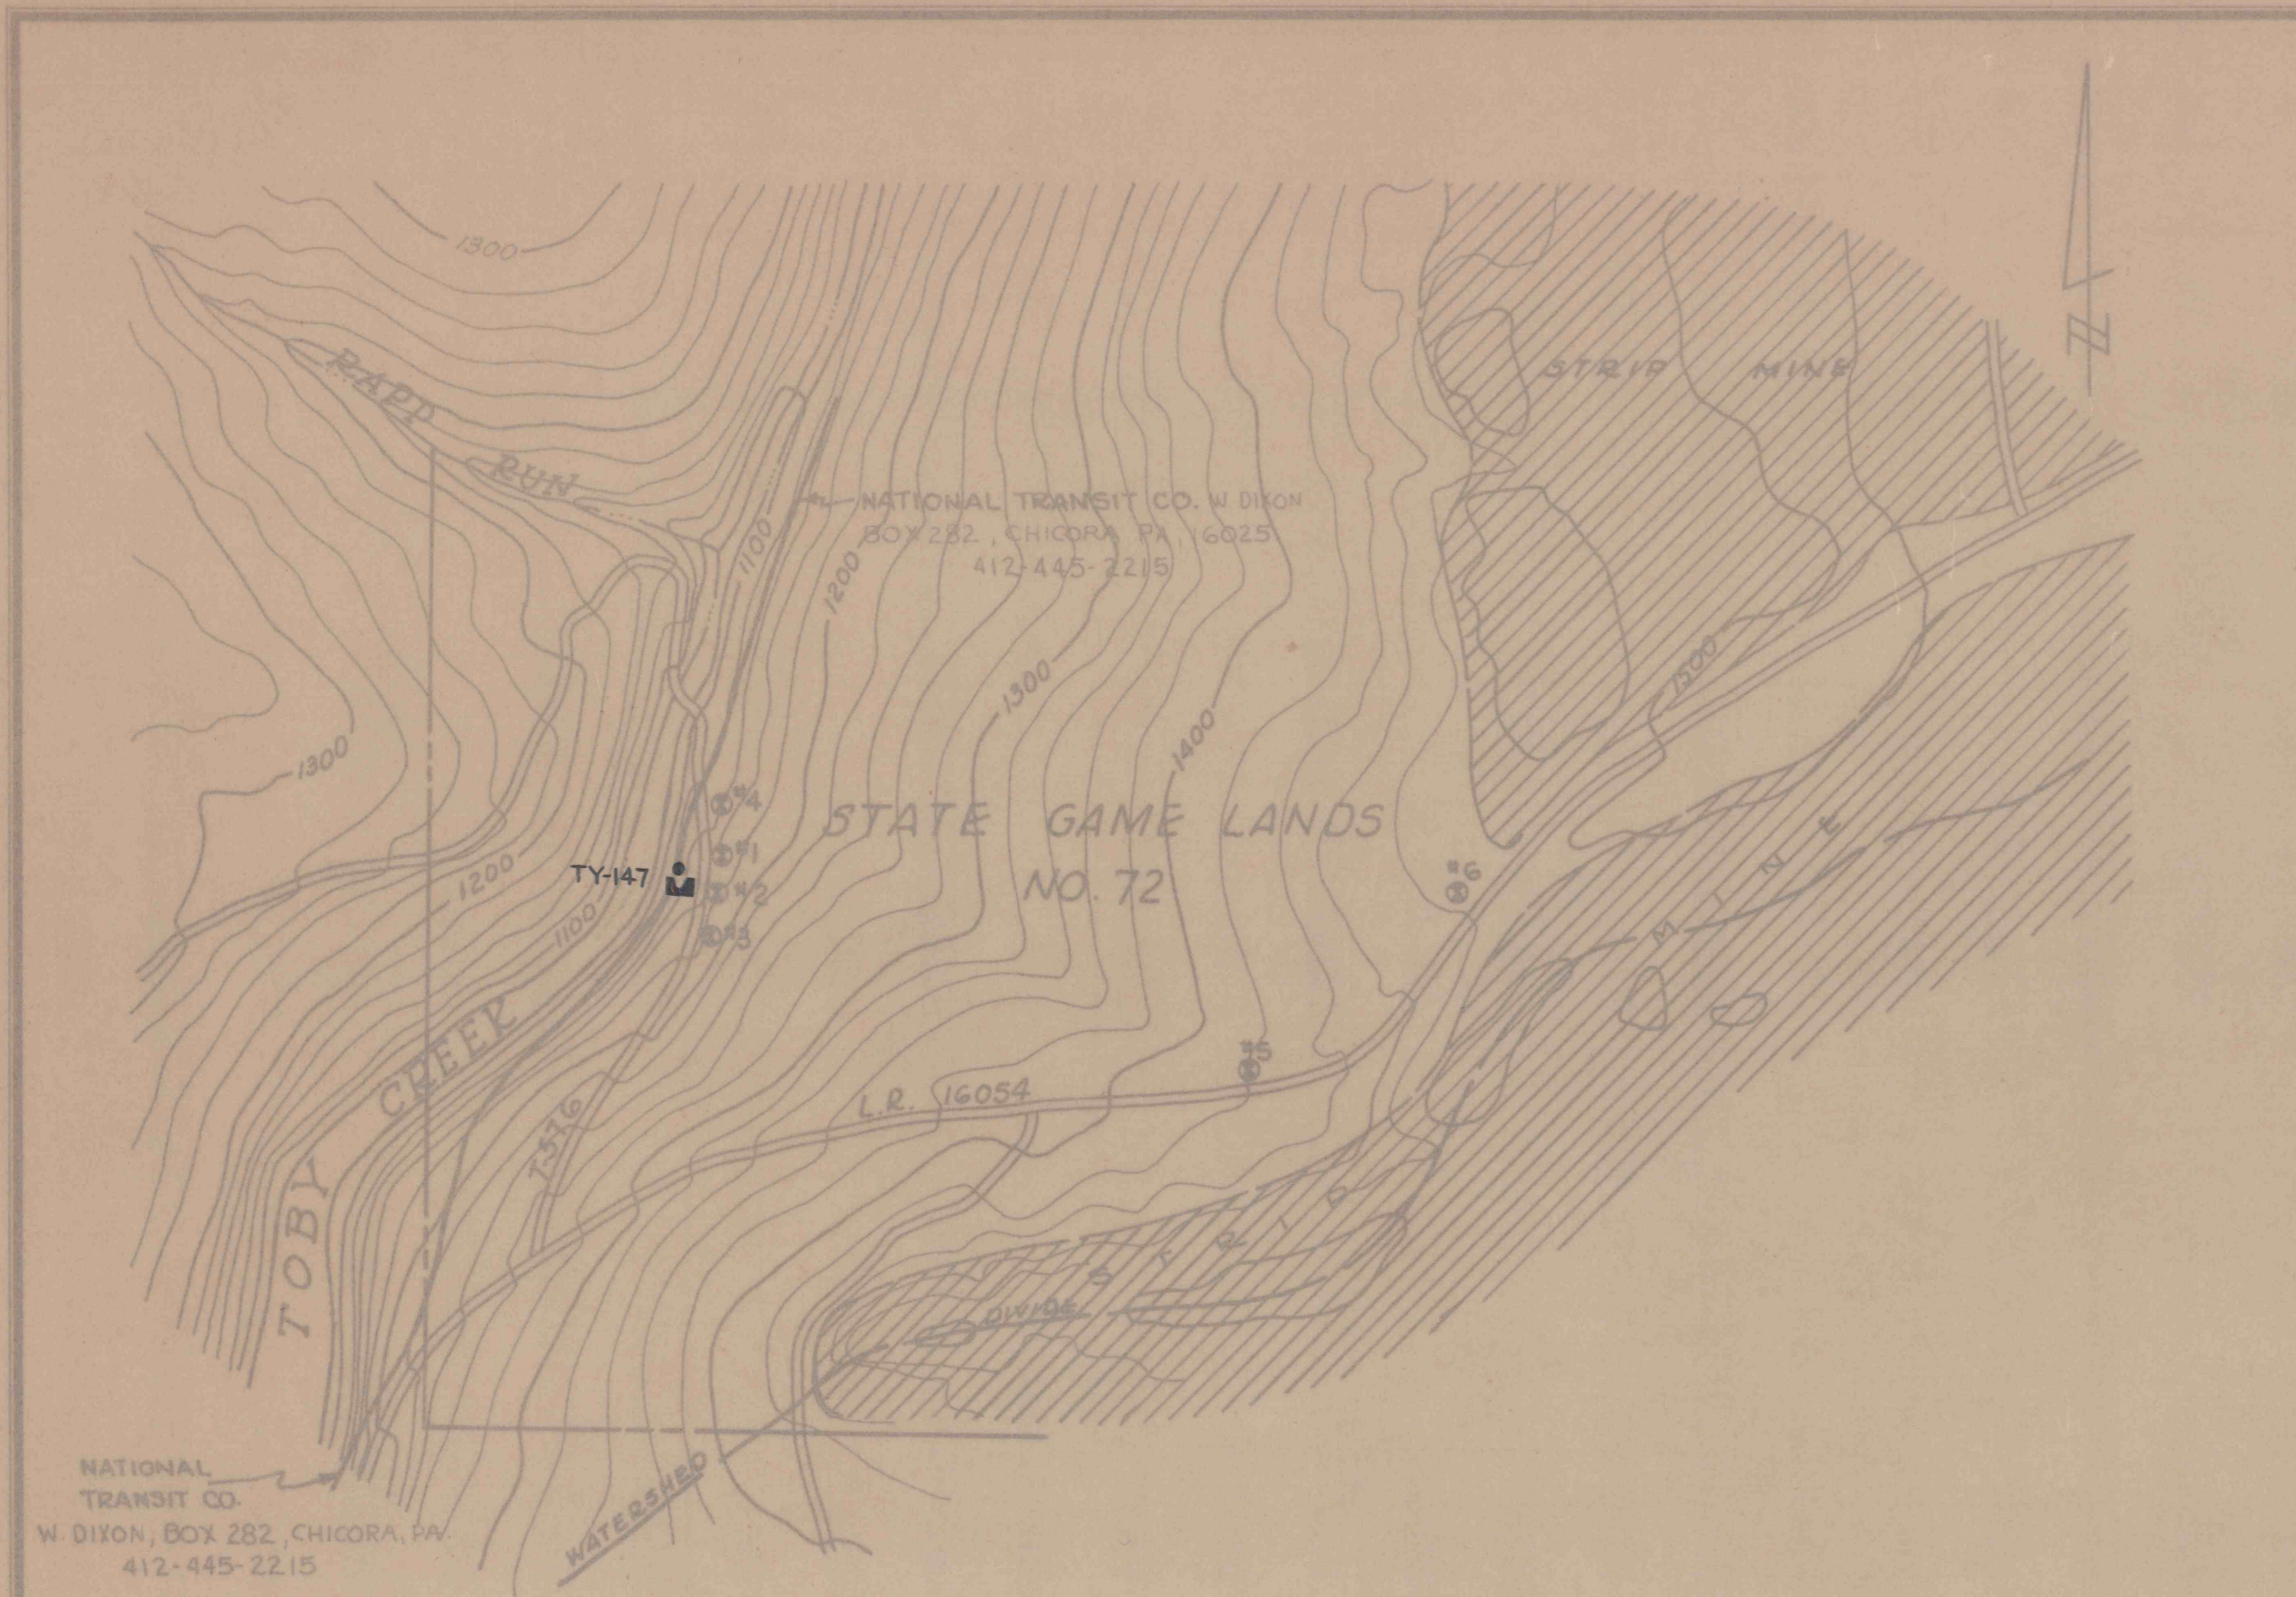 1300
RAPP
RUN
STRIP MINE
N
NATIONAL TRANSIT CO. W DIXON
BOX 282, CHICORA PA, 16025
412-445-2215
1100
1200
1300
1400
1500
1300
#4
STATE GAME LANDS
NO. 72
#1
TY-147
#2
#3
#6
1200
1100
MINE
CREEK
TOBY
#5
L.R. 16054
T376
STRIP
DIVIDE
WATERSHED
NATIONAL
TRANSIT CO.
W. DIXON, BOX 282, CHICORA, PA.
412-445-2215